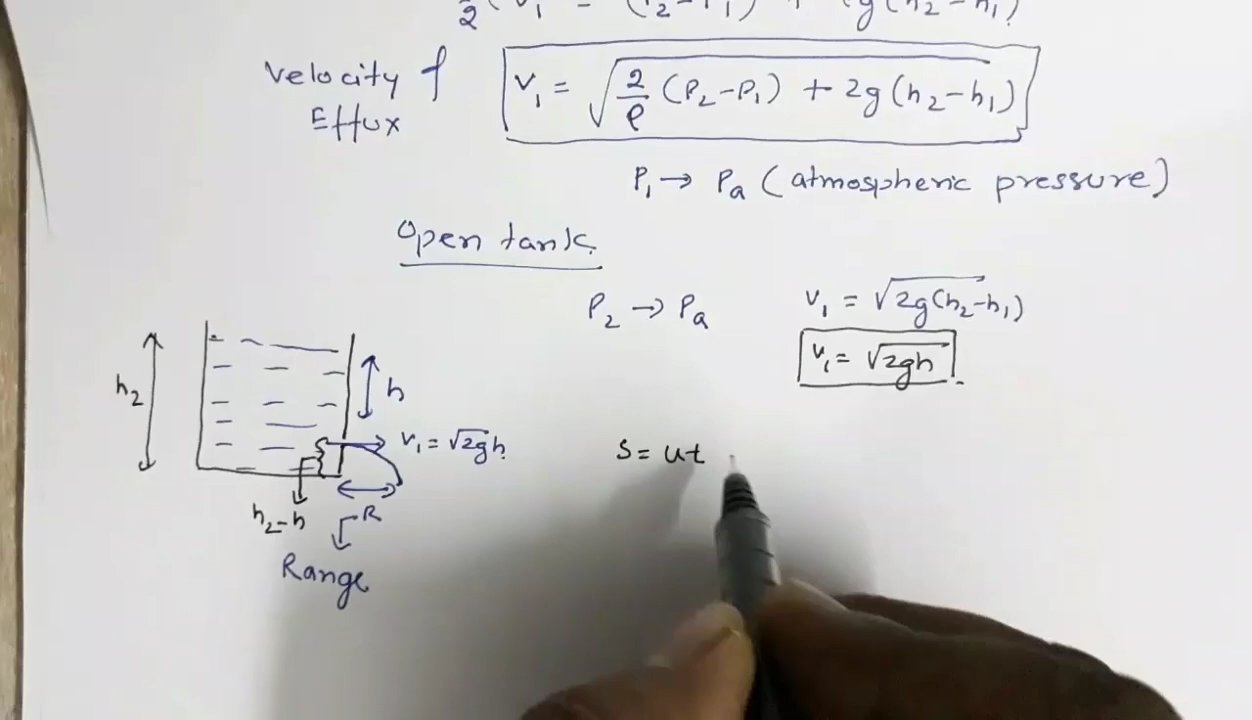 Velocity of
Efflux
V₁ = √(2/ρ (P₂-P₁) + 2g(h₂-h₁))
P₁ → Pₐ (atmospheric pressure)
Open tank.
P₂ → Pₐ
V₁ = √2g(h₂-h₁)
V₁ = √2gh
h₂
h
V₁ = √2gh
S = ut
h₂-h
R
Range